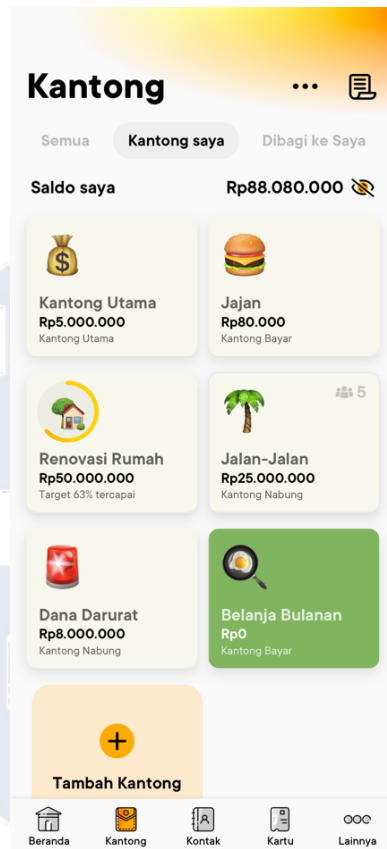 Kantong
Semua Kantong saya Dibagi ke Saya
Saldo saya Rp88.080.000
Kantong Utama
Rp5.000.000
Kantong Utama
Jajan
Rp80.000
Kantong Bayar
Renovasi Rumah
Rp50.000.000
Target 63% tercapai
5
Jalan-Jalan
Rp25.000.000
Kantong Nabung
Dana Darurat
Rp8.000.000
Kantong Nabung
Belanja Bulanan
Rp0
Kantong Bayar
Tambah Kantong
Beranda Kantong Kontak Kartu Lainnya